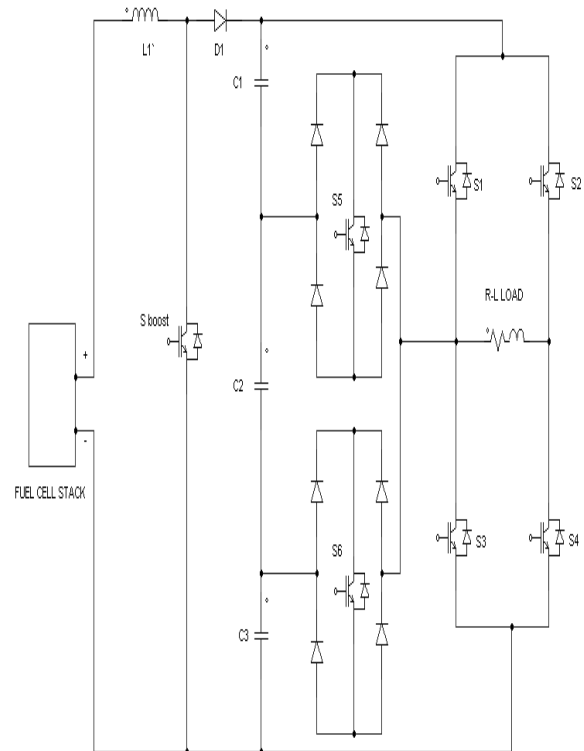 L1`
D1
C1
S5
S1
S2
S boost
R-L LOAD
+
C2
-
FUEL CELL STACK
S6
S3
S4
C3